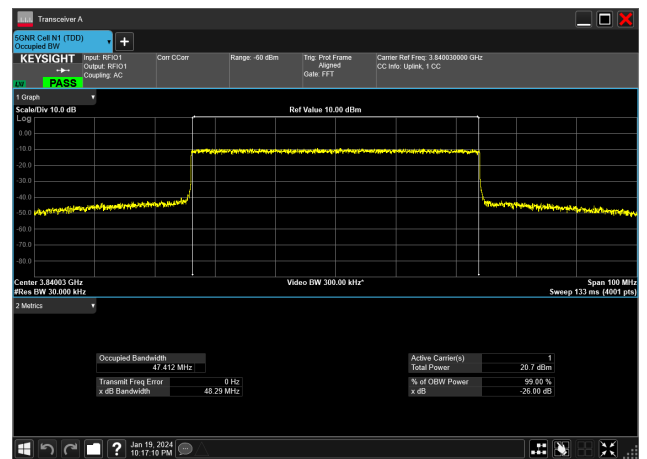 Transceiver A
5GNR Cell N1 (TDD)
Occupied BW
KEYSIGHT
Input: RFIO1
Output: RFIO1
Coupling: AC
Corr CCorr
Range: -60 dBm
Trig: Prot Frame
Aligned
Gate: FFT
Carrier Ref Freq: 3.840030000 GHz
CC Info: Uplink, 1 CC
PASS
1 Graph
Scale/Div 10.0 dB
Ref Value 10.00 dBm
Log
0.00
-10.0
-20.0
-30.0
-40.0
-50.0
-60.0
-70.0
-80.0
Center 3.84003 GHz
Video BW 300.00 kHz*
Span 100 MHz
#Res BW 30.000 kHz
Sweep 133 ms (4001 pts)
2 Metrics
Occupied Bandwidth
47.412 MHz
Active Carrier(s) 1
Total Power 20.7 dBm
Transmit Freq Error 0 Hz
x dB Bandwidth 48.29 MHz
% of OBW Power 99.00 %
x dB -26.00 dB
Jan 19, 2024
10:17:10 PM